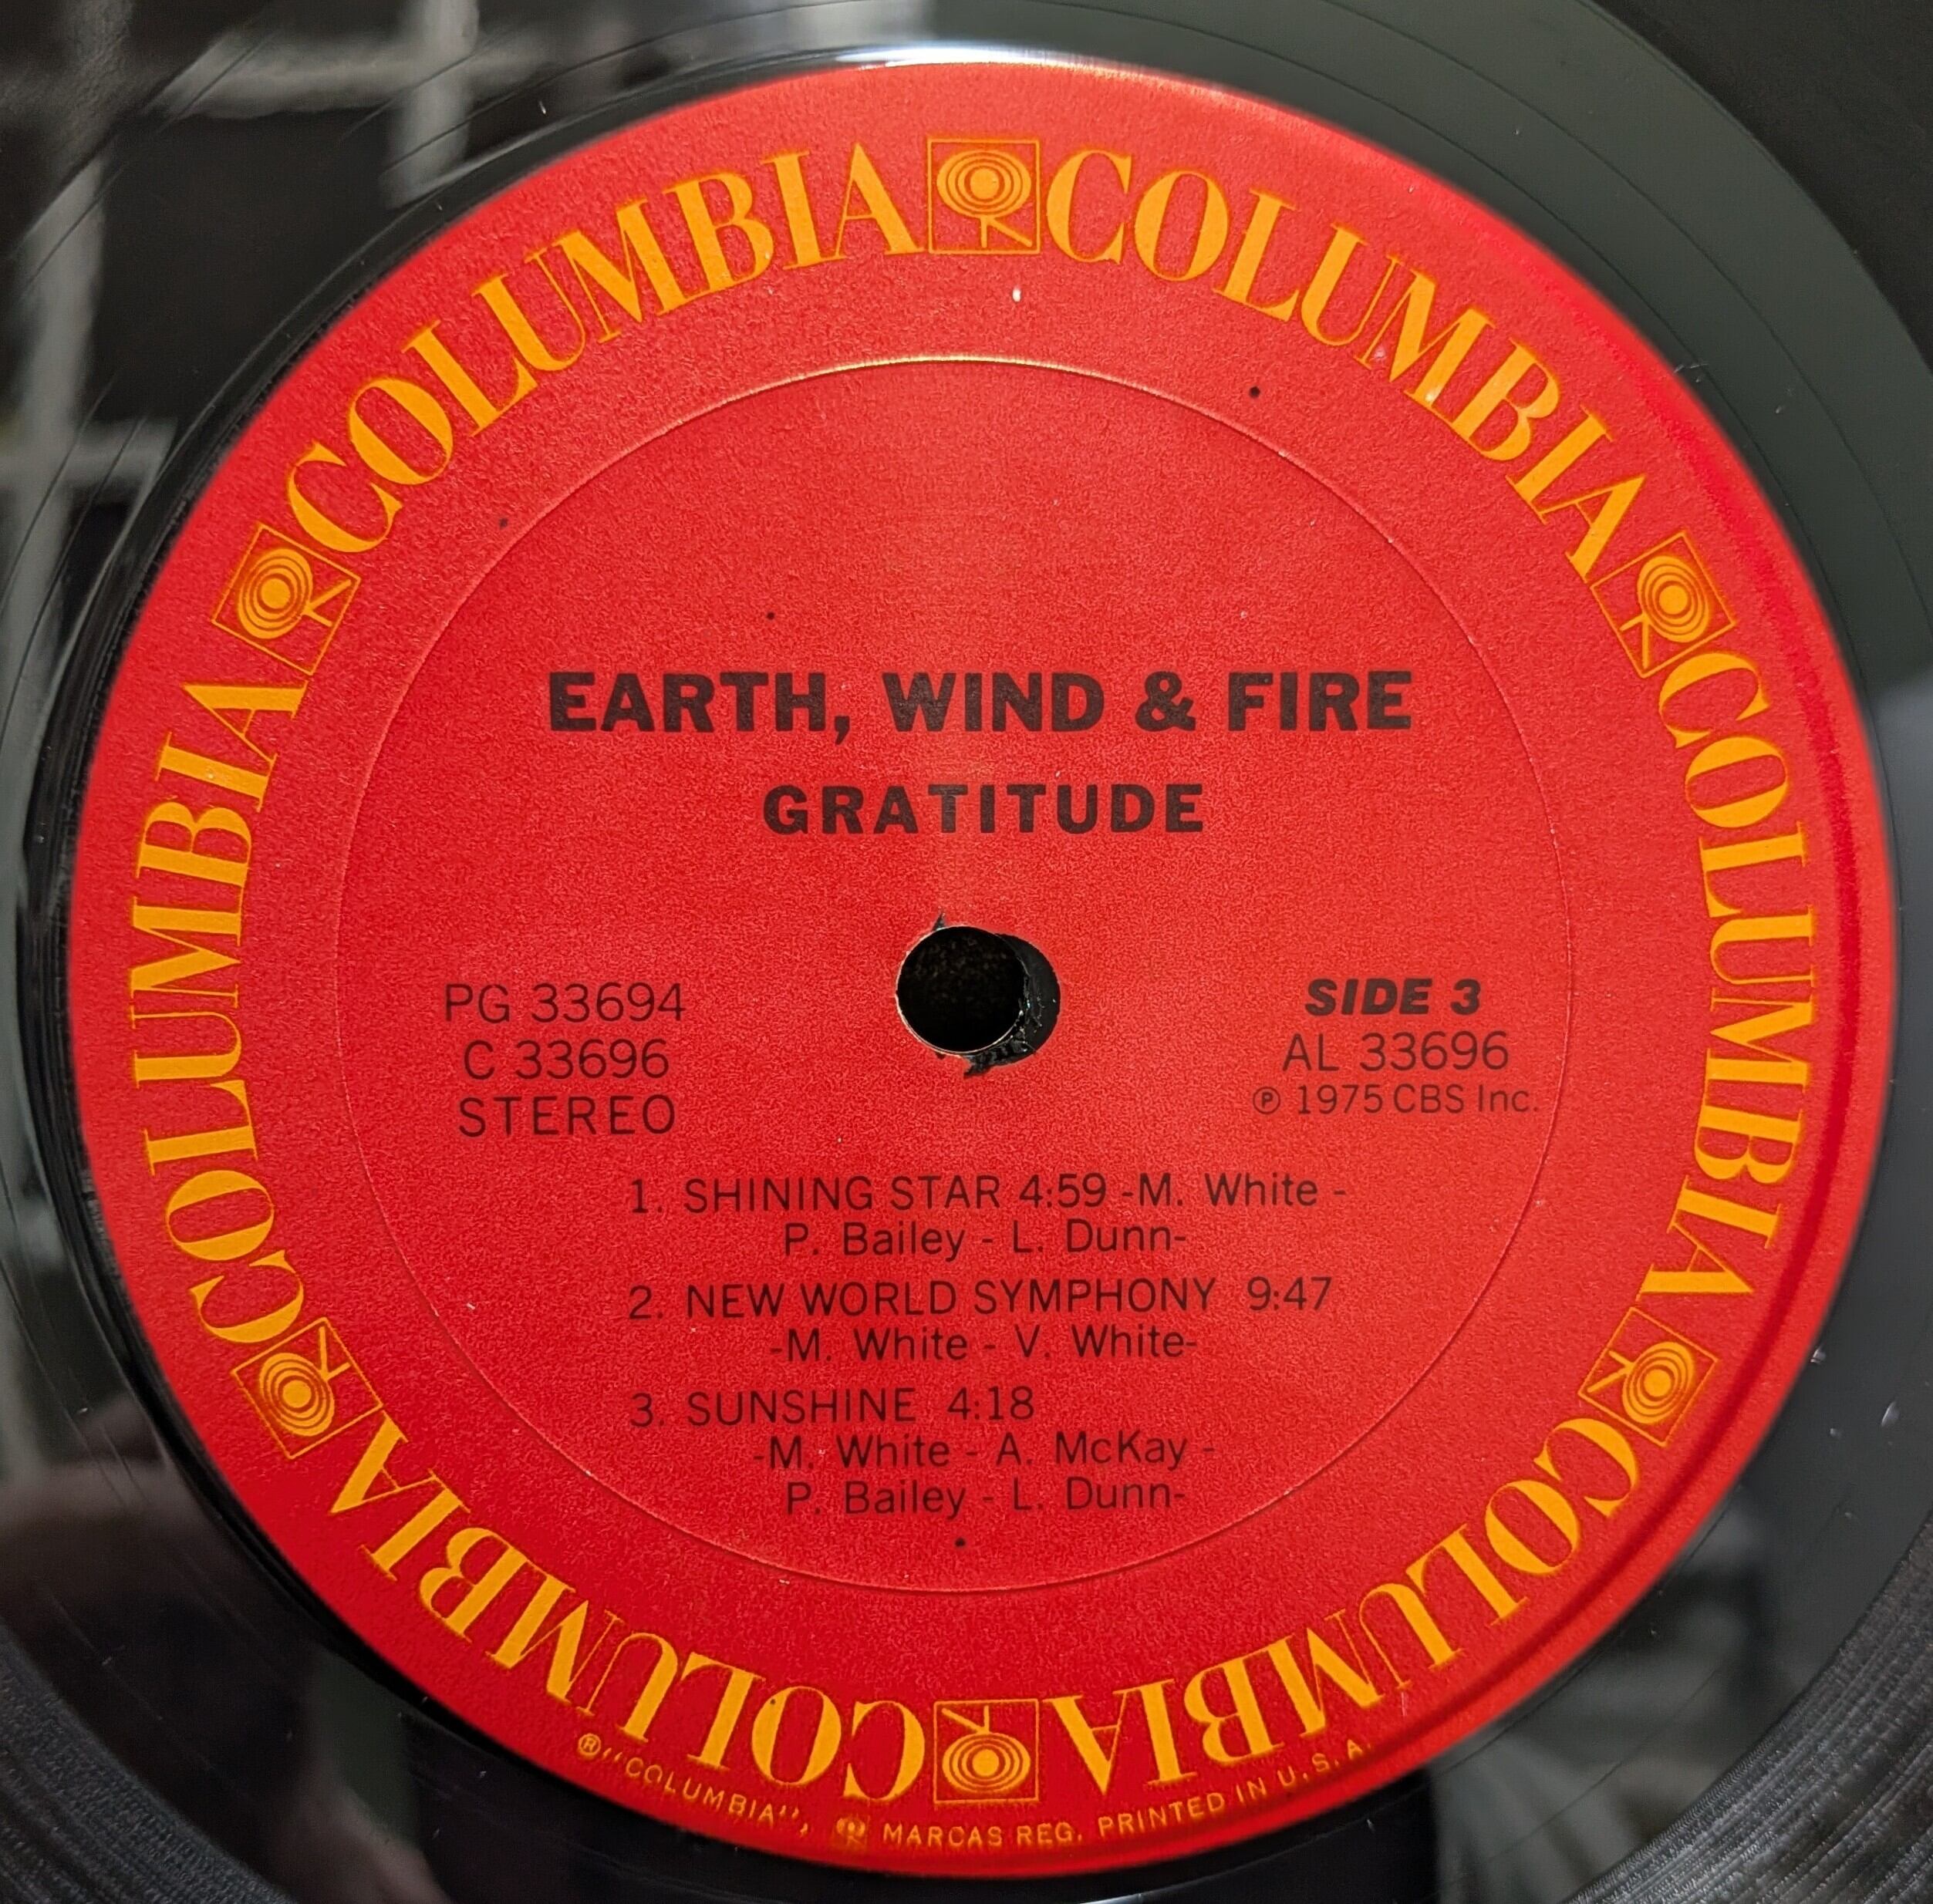 COLUMBIA COLUMBIA COLUMBIA COLUMBIA COLUMBIA COLUMBIA
EARTH, WIND & FIRE
GRATITUDE
PG 33694
C 33696
STEREO
SIDE 3
AL 33696
℗ 1975 CBS Inc.
1. SHINING STAR 4:59 -M. White -
P. Bailey - L. Dunn-
2. NEW WORLD SYMPHONY 9:47
-M. White - V. White-
3. SUNSHINE 4:18
-M. White - A. McKay -
P. Bailey - L. Dunn-
® "COLUMBIA", MARCAS REG. PRINTED IN U.S.A.